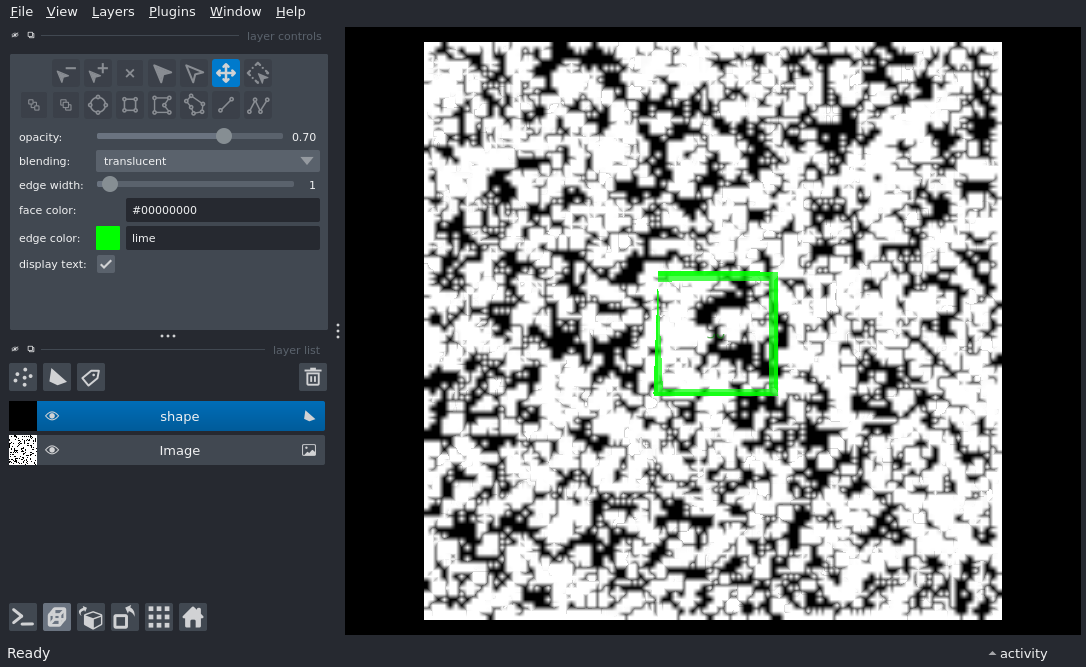 File View Layers Plugins Window Help
layer controls
opacity: 0.70
blending: translucent
edge width: 1
face color: #00000000
edge color: lime
display text:
layer list
shape
Image
Ready
activity